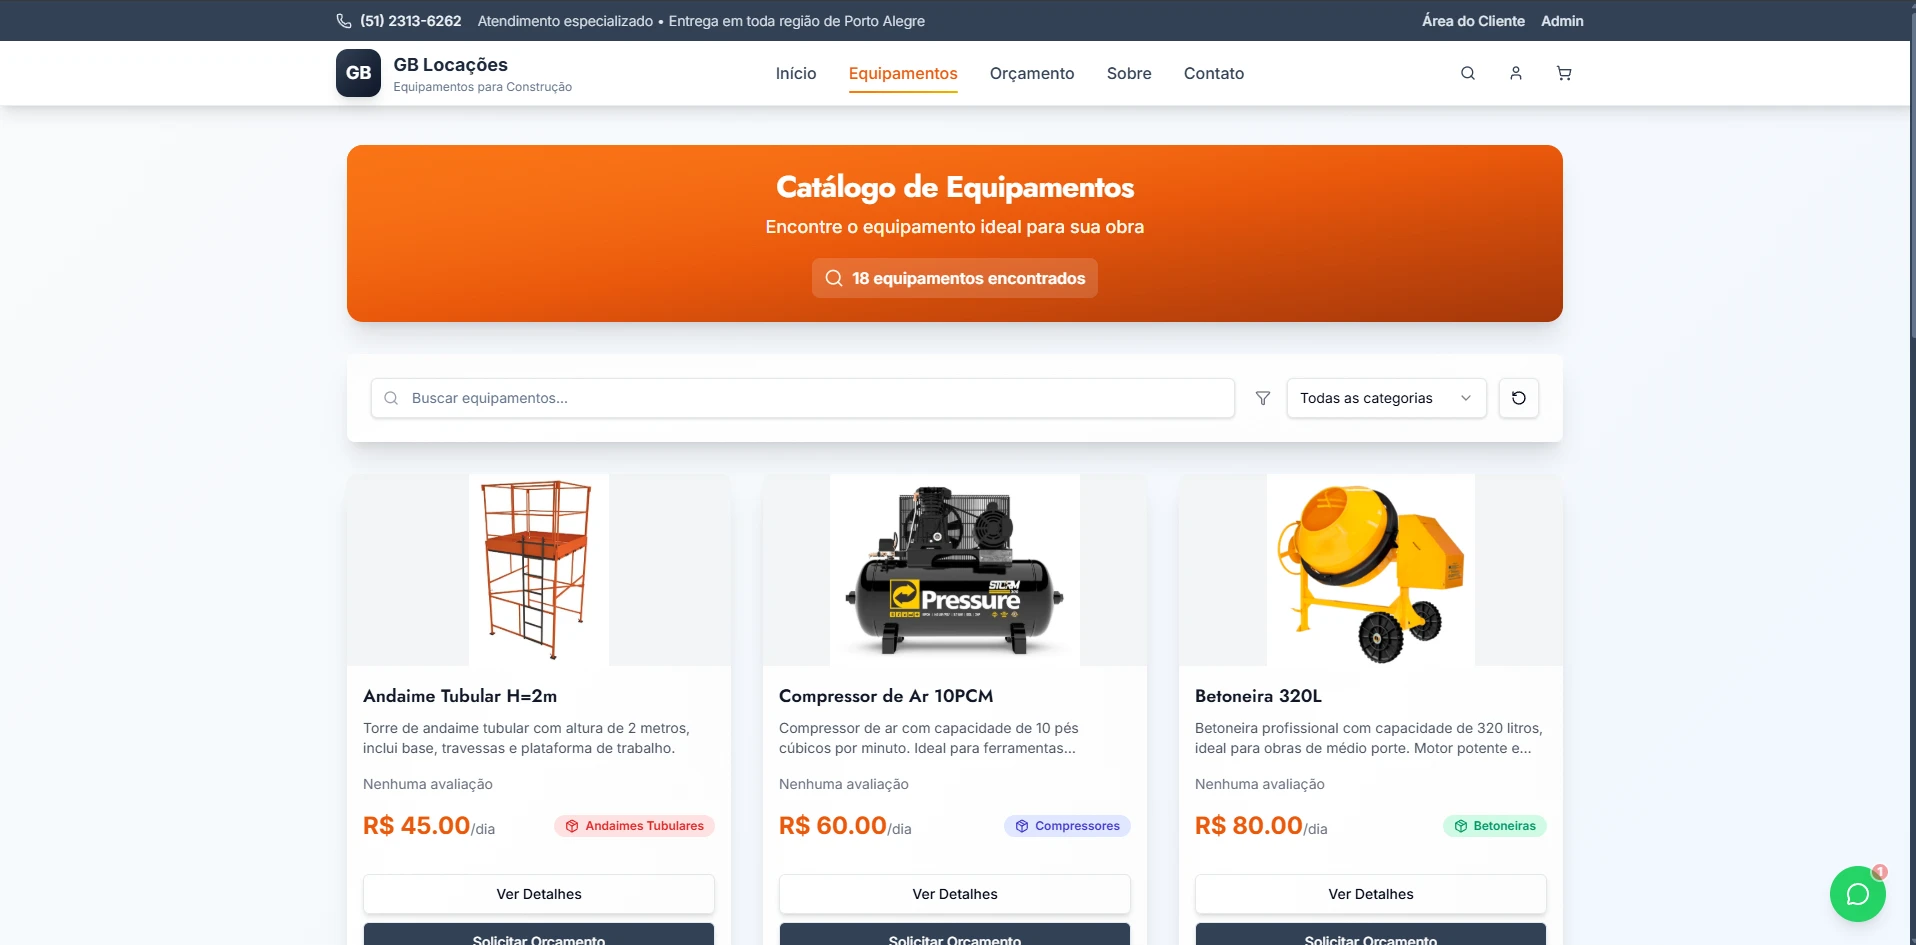 (51) 2313-6262 Atendimento especializado • Entrega em toda região de Porto Alegre Área do Cliente Admin
GB
GB Locações
Equipamentos para Construção
Início Equipamentos Orçamento Sobre Contato
Catálogo de Equipamentos
Encontre o equipamento ideal para sua obra
18 equipamentos encontrados
Buscar equipamentos...
Todas as categorias
STORM
300
Pressure
Andaime Tubular H=2m
Torre de andaime tubular com altura de 2 metros,
inclui base, travessas e plataforma de trabalho.
Nenhuma avaliação
R$ 45.00/dia
Andaimes Tubulares
Ver Detalhes
Solicitar Orçamento
Compressor de Ar 10PCM
Compressor de ar com capacidade de 10 pés
cúbicos por minuto. Ideal para ferramentas...
Nenhuma avaliação
R$ 60.00/dia
Compressores
Ver Detalhes
Solicitar Orçamento
Betoneira 320L
Betoneira profissional com capacidade de 320 litros,
ideal para obras de médio porte. Motor potente e...
Nenhuma avaliação
R$ 80.00/dia
Betoneiras
Ver Detalhes
Solicitar Orçamento
1